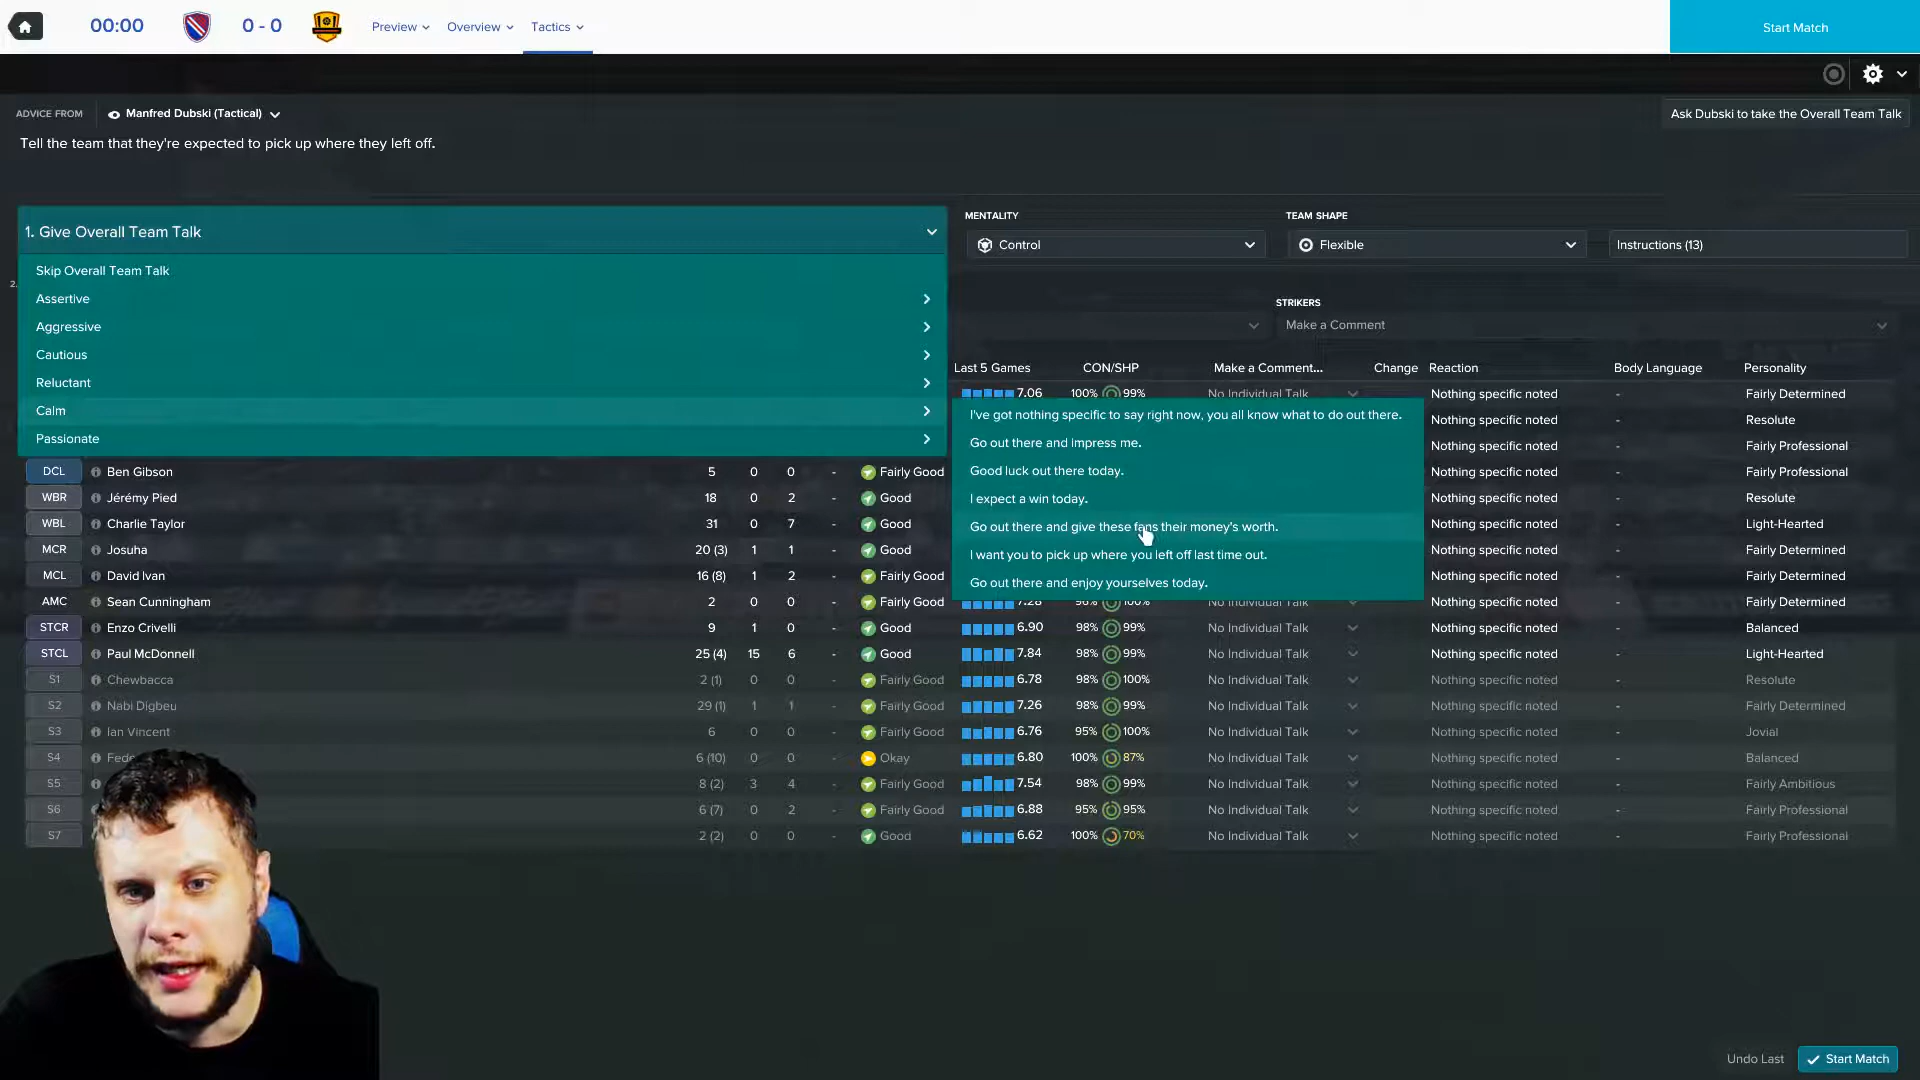 00:00
0 - 0
Preview
Overview
Tactics
Start Match
ADVICE FROM
Manfred Dubski (Tactical)
Ask Dubski to take the Overall Team Talk
Tell the team that they're expected to pick up where they left off.
1. Give Overall Team Talk
Skip Overall Team Talk
Assertive
Aggressive
Cautious
Reluctant
Calm
Passionate
2.
MENTALITY
Control
TEAM SHAPE
Flexible
Instructions (13)
STRIKERS
Make a Comment
Last 5 Games CON/SHP Make a Comment... Change Reaction Body Language Personality
7.06 100% 99% No Individual Talk Nothing specific noted - Fairly Determined
Nothing specific noted - Resolute
Nothing specific noted - Fairly Professional
I've got nothing specific to say right now, you all know what to do out there.
Go out there and impress me.
Good luck out there today.
I expect a win today.
Go out there and give these fans their money's worth.
I want you to pick up where you left off last time out.
Go out there and enjoy yourselves today.
DCL Ben Gibson 5 0 0 - Fairly Good Nothing specific noted - Fairly Professional
WBR Jérémy Pied 18 0 2 - Good Nothing specific noted - Resolute
WBL Charlie Taylor 31 0 7 - Good Nothing specific noted - Light-Hearted
MCR Josuha 20 (3) 1 1 - Good Nothing specific noted - Fairly Determined
MCL David Ivan 16 (8) 1 2 - Fairly Good Nothing specific noted - Fairly Determined
AMC Sean Cunningham 2 0 0 - Fairly Good 7.28 96% 100% No Individual Talk Nothing specific noted - Fairly Determined
STCR Enzo Crivelli 9 1 0 - Good 6.90 98% 99% No Individual Talk Nothing specific noted - Balanced
STCL Paul McDonnell 25 (4) 15 6 - Good 7.84 98% 99% No Individual Talk Nothing specific noted - Light-Hearted
S1 Chewbacca 2 (1) 0 0 - Fairly Good 6.78 98% 100% No Individual Talk Nothing specific noted - Resolute
S2 Nabi Digbeu 29 (1) 1 1 - Fairly Good 7.26 98% 99% No Individual Talk Nothing specific noted - Fairly Determined
S3 Ian Vincent 6 0 0 - Fairly Good 6.76 95% 100% No Individual Talk Nothing specific noted - Jovial
S4 Fede 6 (10) 0 0 - Okay 6.80 100% 87% No Individual Talk Nothing specific noted - Balanced
S5 8 (2) 3 4 - Fairly Good 7.54 98% 99% No Individual Talk Nothing specific noted - Fairly Ambitious
S6 6 (7) 0 2 - Fairly Good 6.88 95% 95% No Individual Talk Nothing specific noted - Fairly Professional
S7 2 (2) 0 0 - Good 6.62 100% 70% No Individual Talk Nothing specific noted - Fairly Professional
Undo Last
Start Match